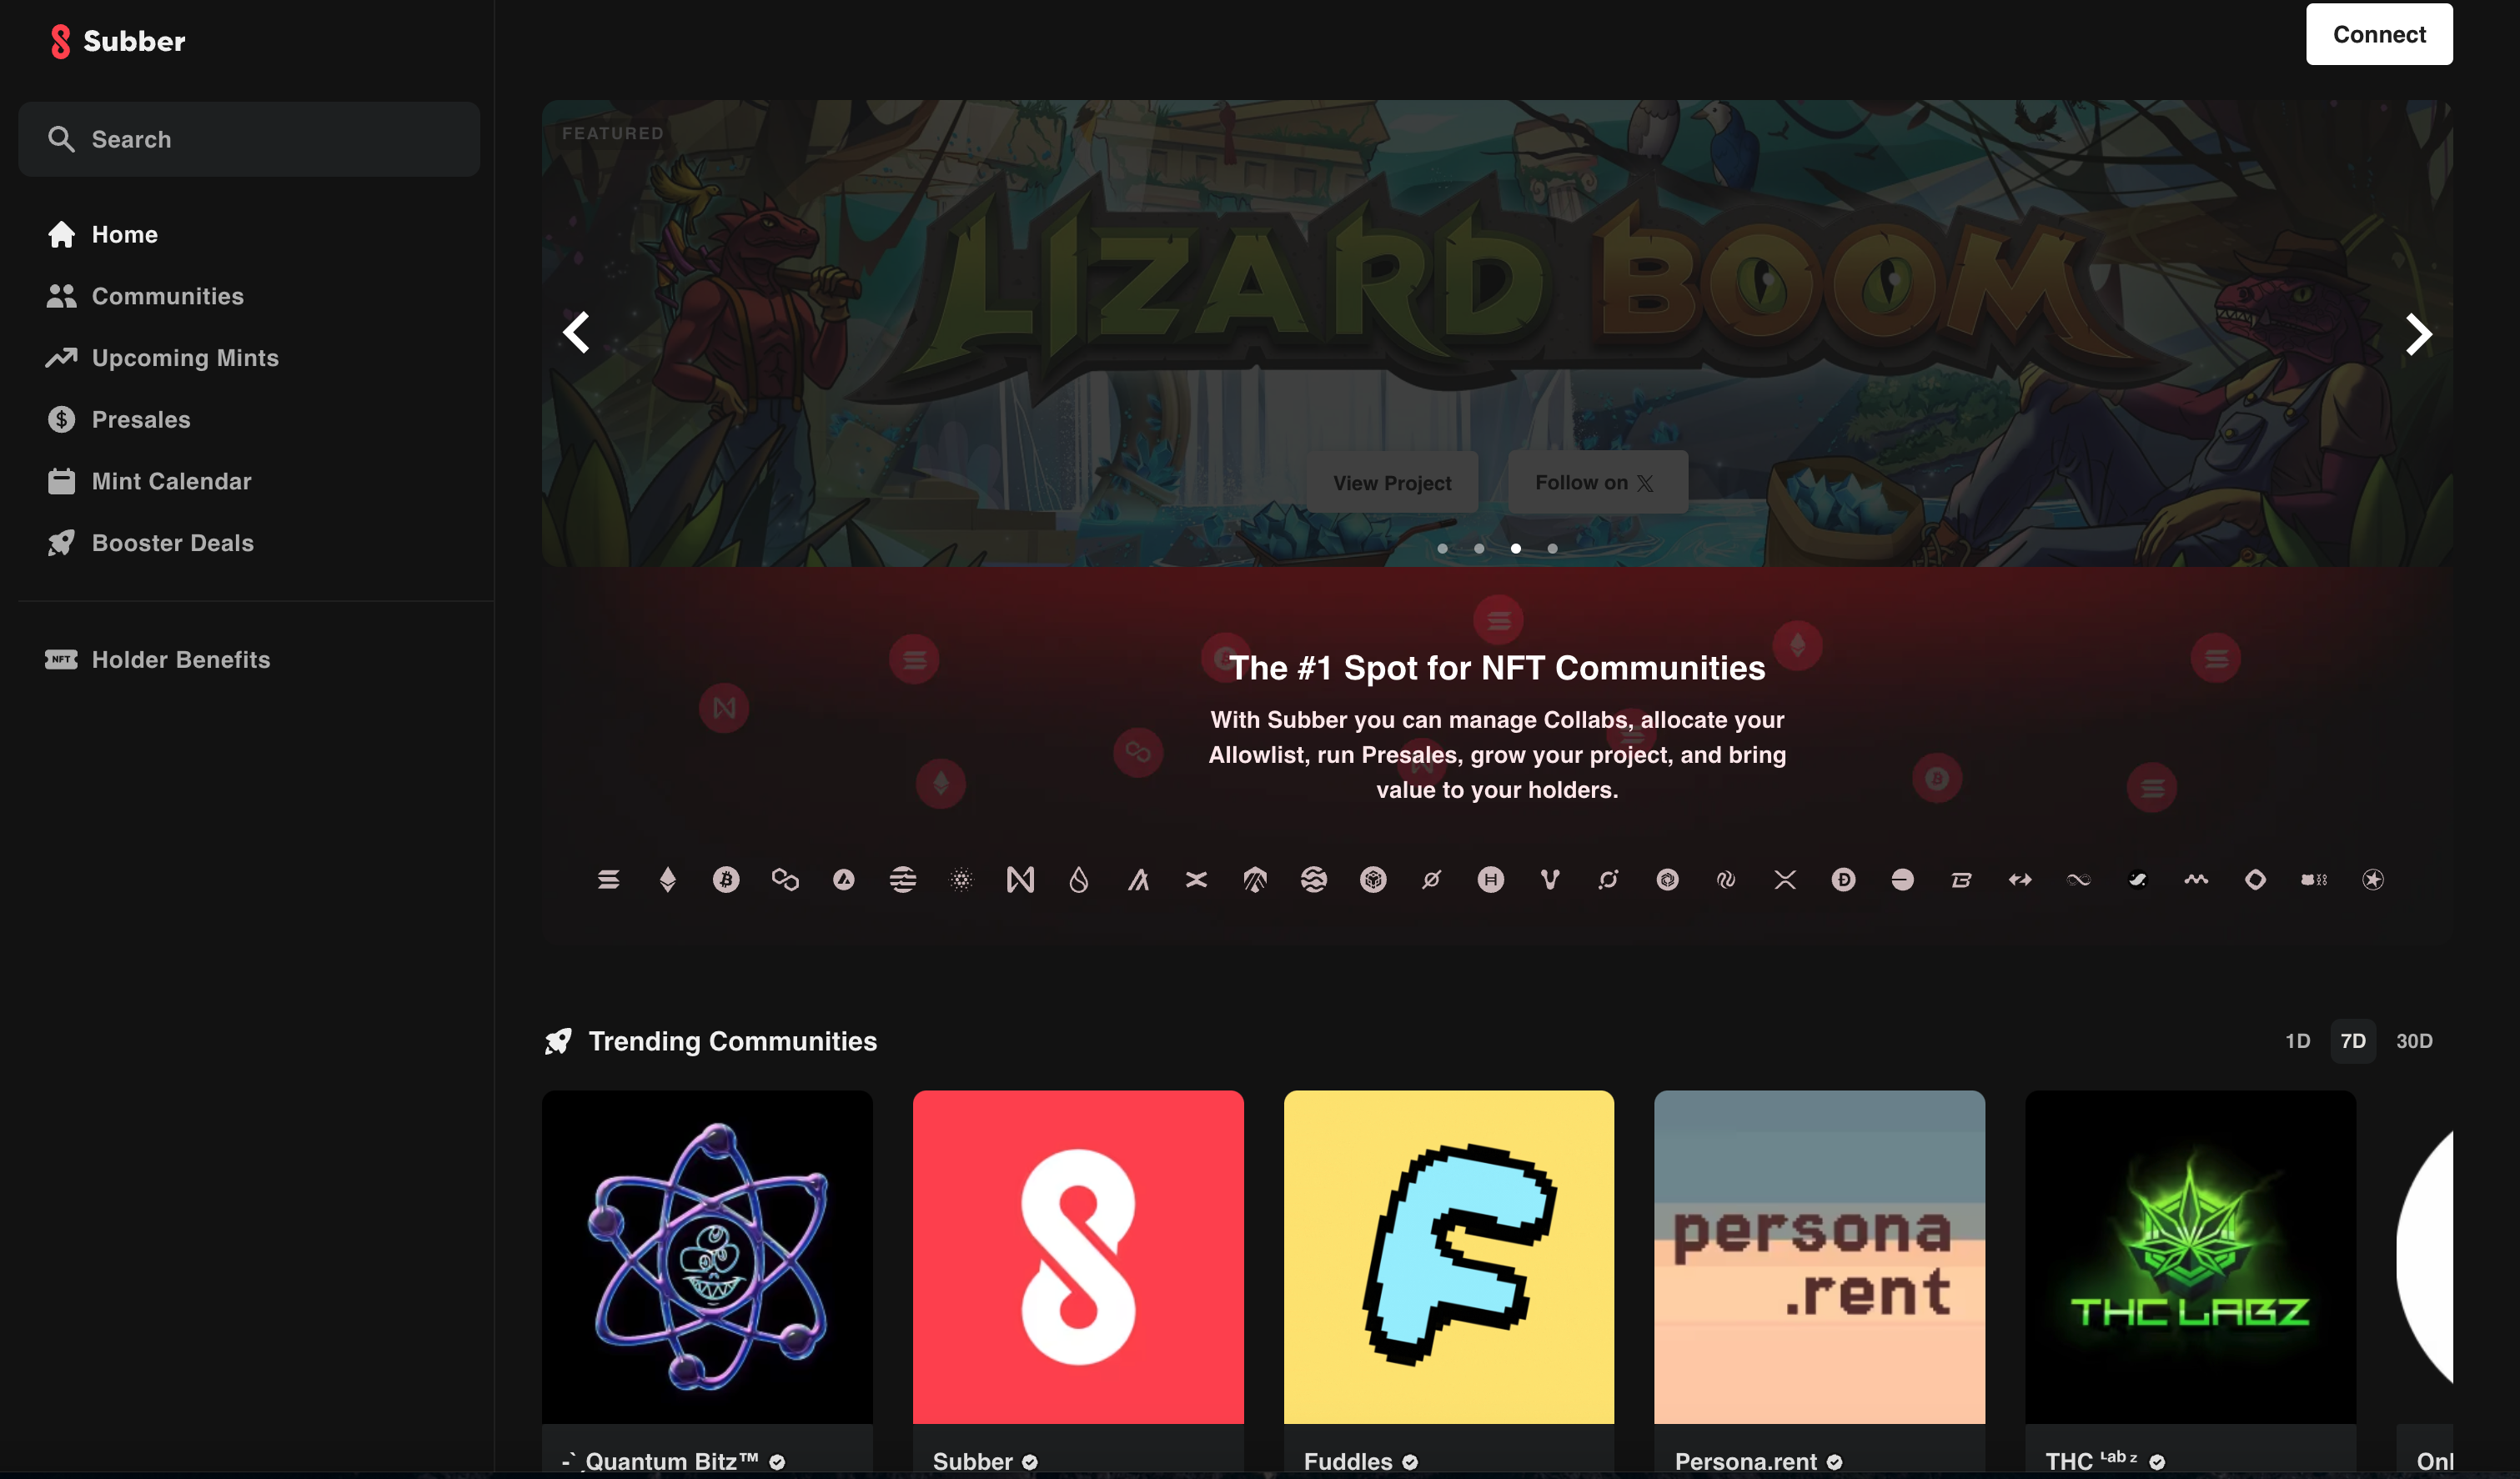 Subber
Connect
Search
Home
Communities
Upcoming Mints
Presales
Mint Calendar
Booster Deals
NFT
Holder Benefits
FEATURED
LIZARD BOOM
View Project
Follow on 𝕏
The #1 Spot for NFT Communities
With Subber you can manage Collabs, allocate your
Allowlist, run Presales, grow your project, and bring
value to your holders.
Trending Communities
1D 7D 30D
persona
.rent
THC LABZ
-ˋˏQuantum Bitz™
Subber
Fuddles
Persona.rent
THC ᴸᵃᵇ ᶻ
Onl